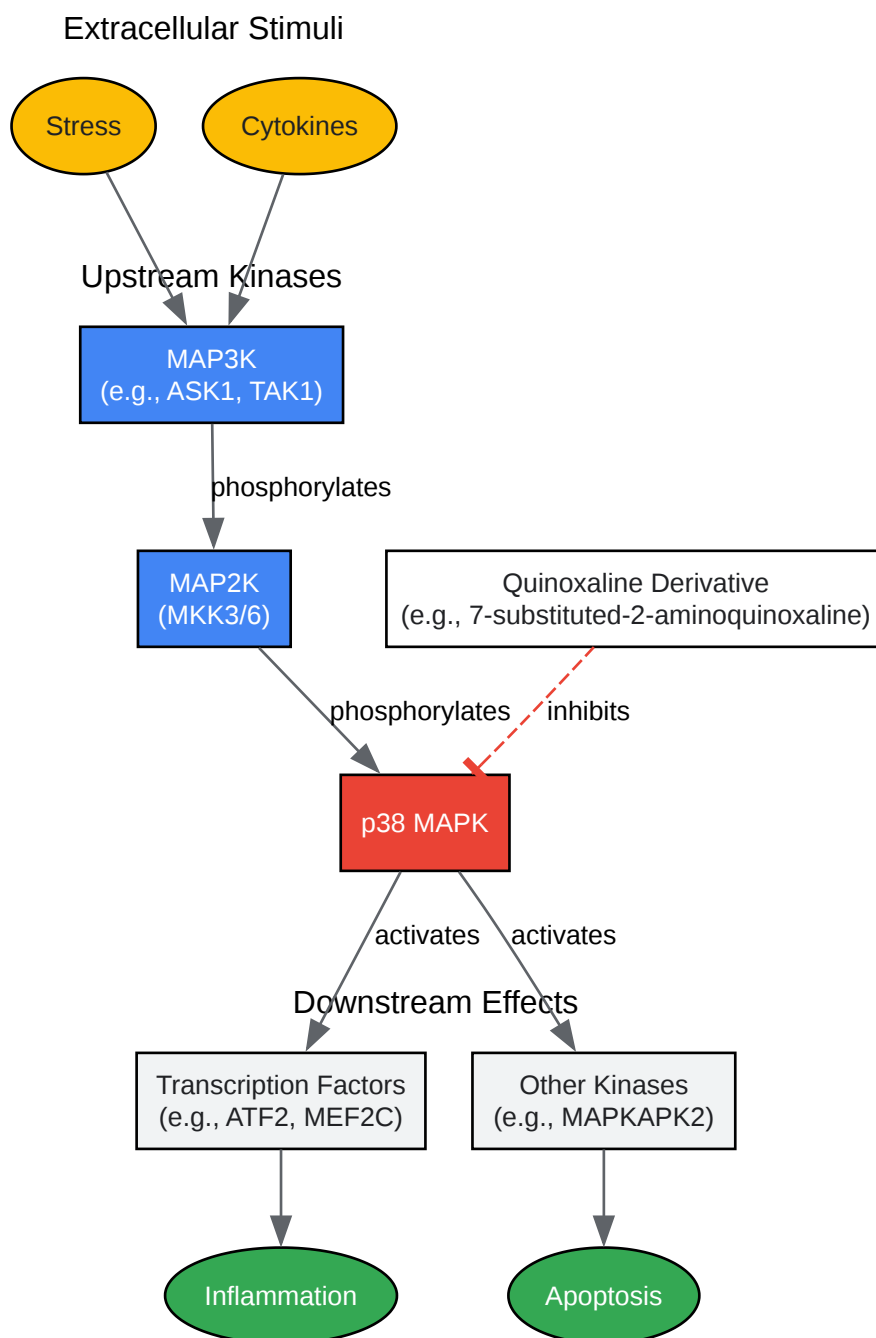 Extracellular Stimuli
Stress
Cytokines
Upstream Kinases
MAP3K
(e.g., ASK1, TAK1)
phosphorylates
MAP2K
(MKK3/6)
Quinoxaline Derivative
(e.g., 7-substituted-2-aminoquinoxaline)
phosphorylates
inhibits
p38 MAPK
activates
activates
Downstream Effects
Transcription Factors
(e.g., ATF2, MEF2C)
Other Kinases
(e.g., MAPKAPK2)
Inflammation
Apoptosis